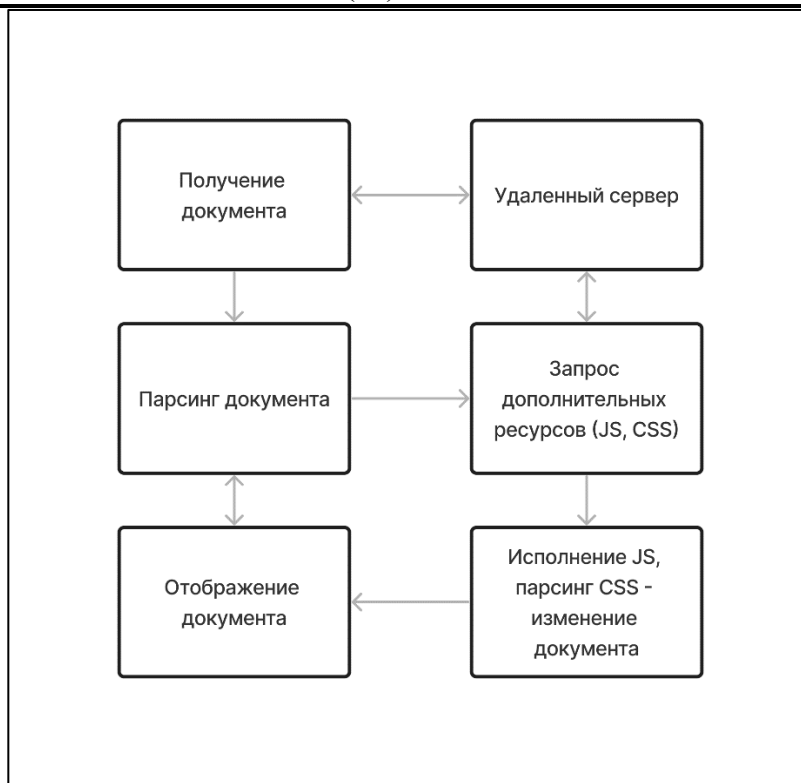 Получение
документа
Удаленный сервер
Парсинг документа
Запрос
дополнительных
ресурсов (JS, CSS)
Отображение
документа
Исполнение JS,
парсинг CSS -
изменение
документа